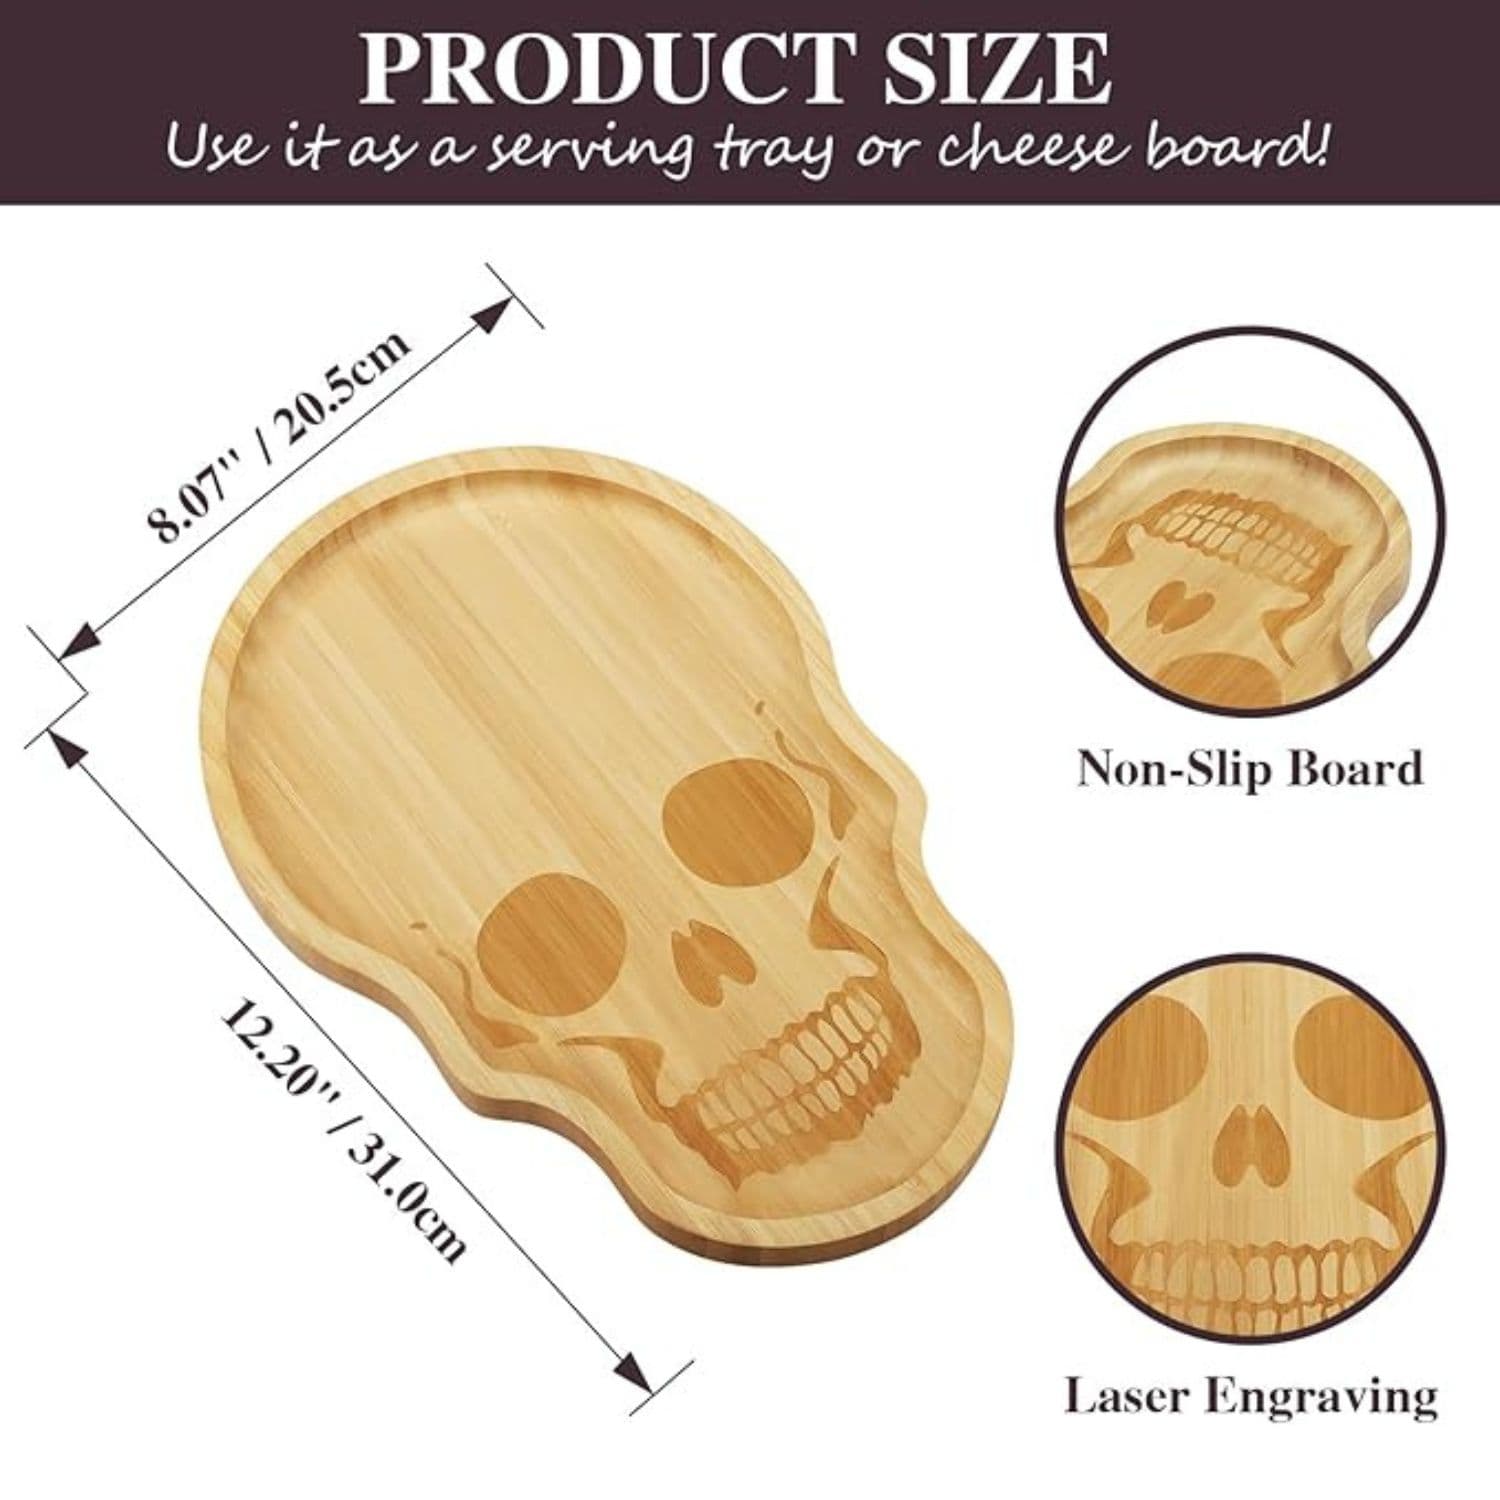 PRODUCT SIZE
Use it as a serving tray or cheese board!
8.07" / 20.5cm
12.20" / 31.0cm
Non-Slip Board
Laser Engraving